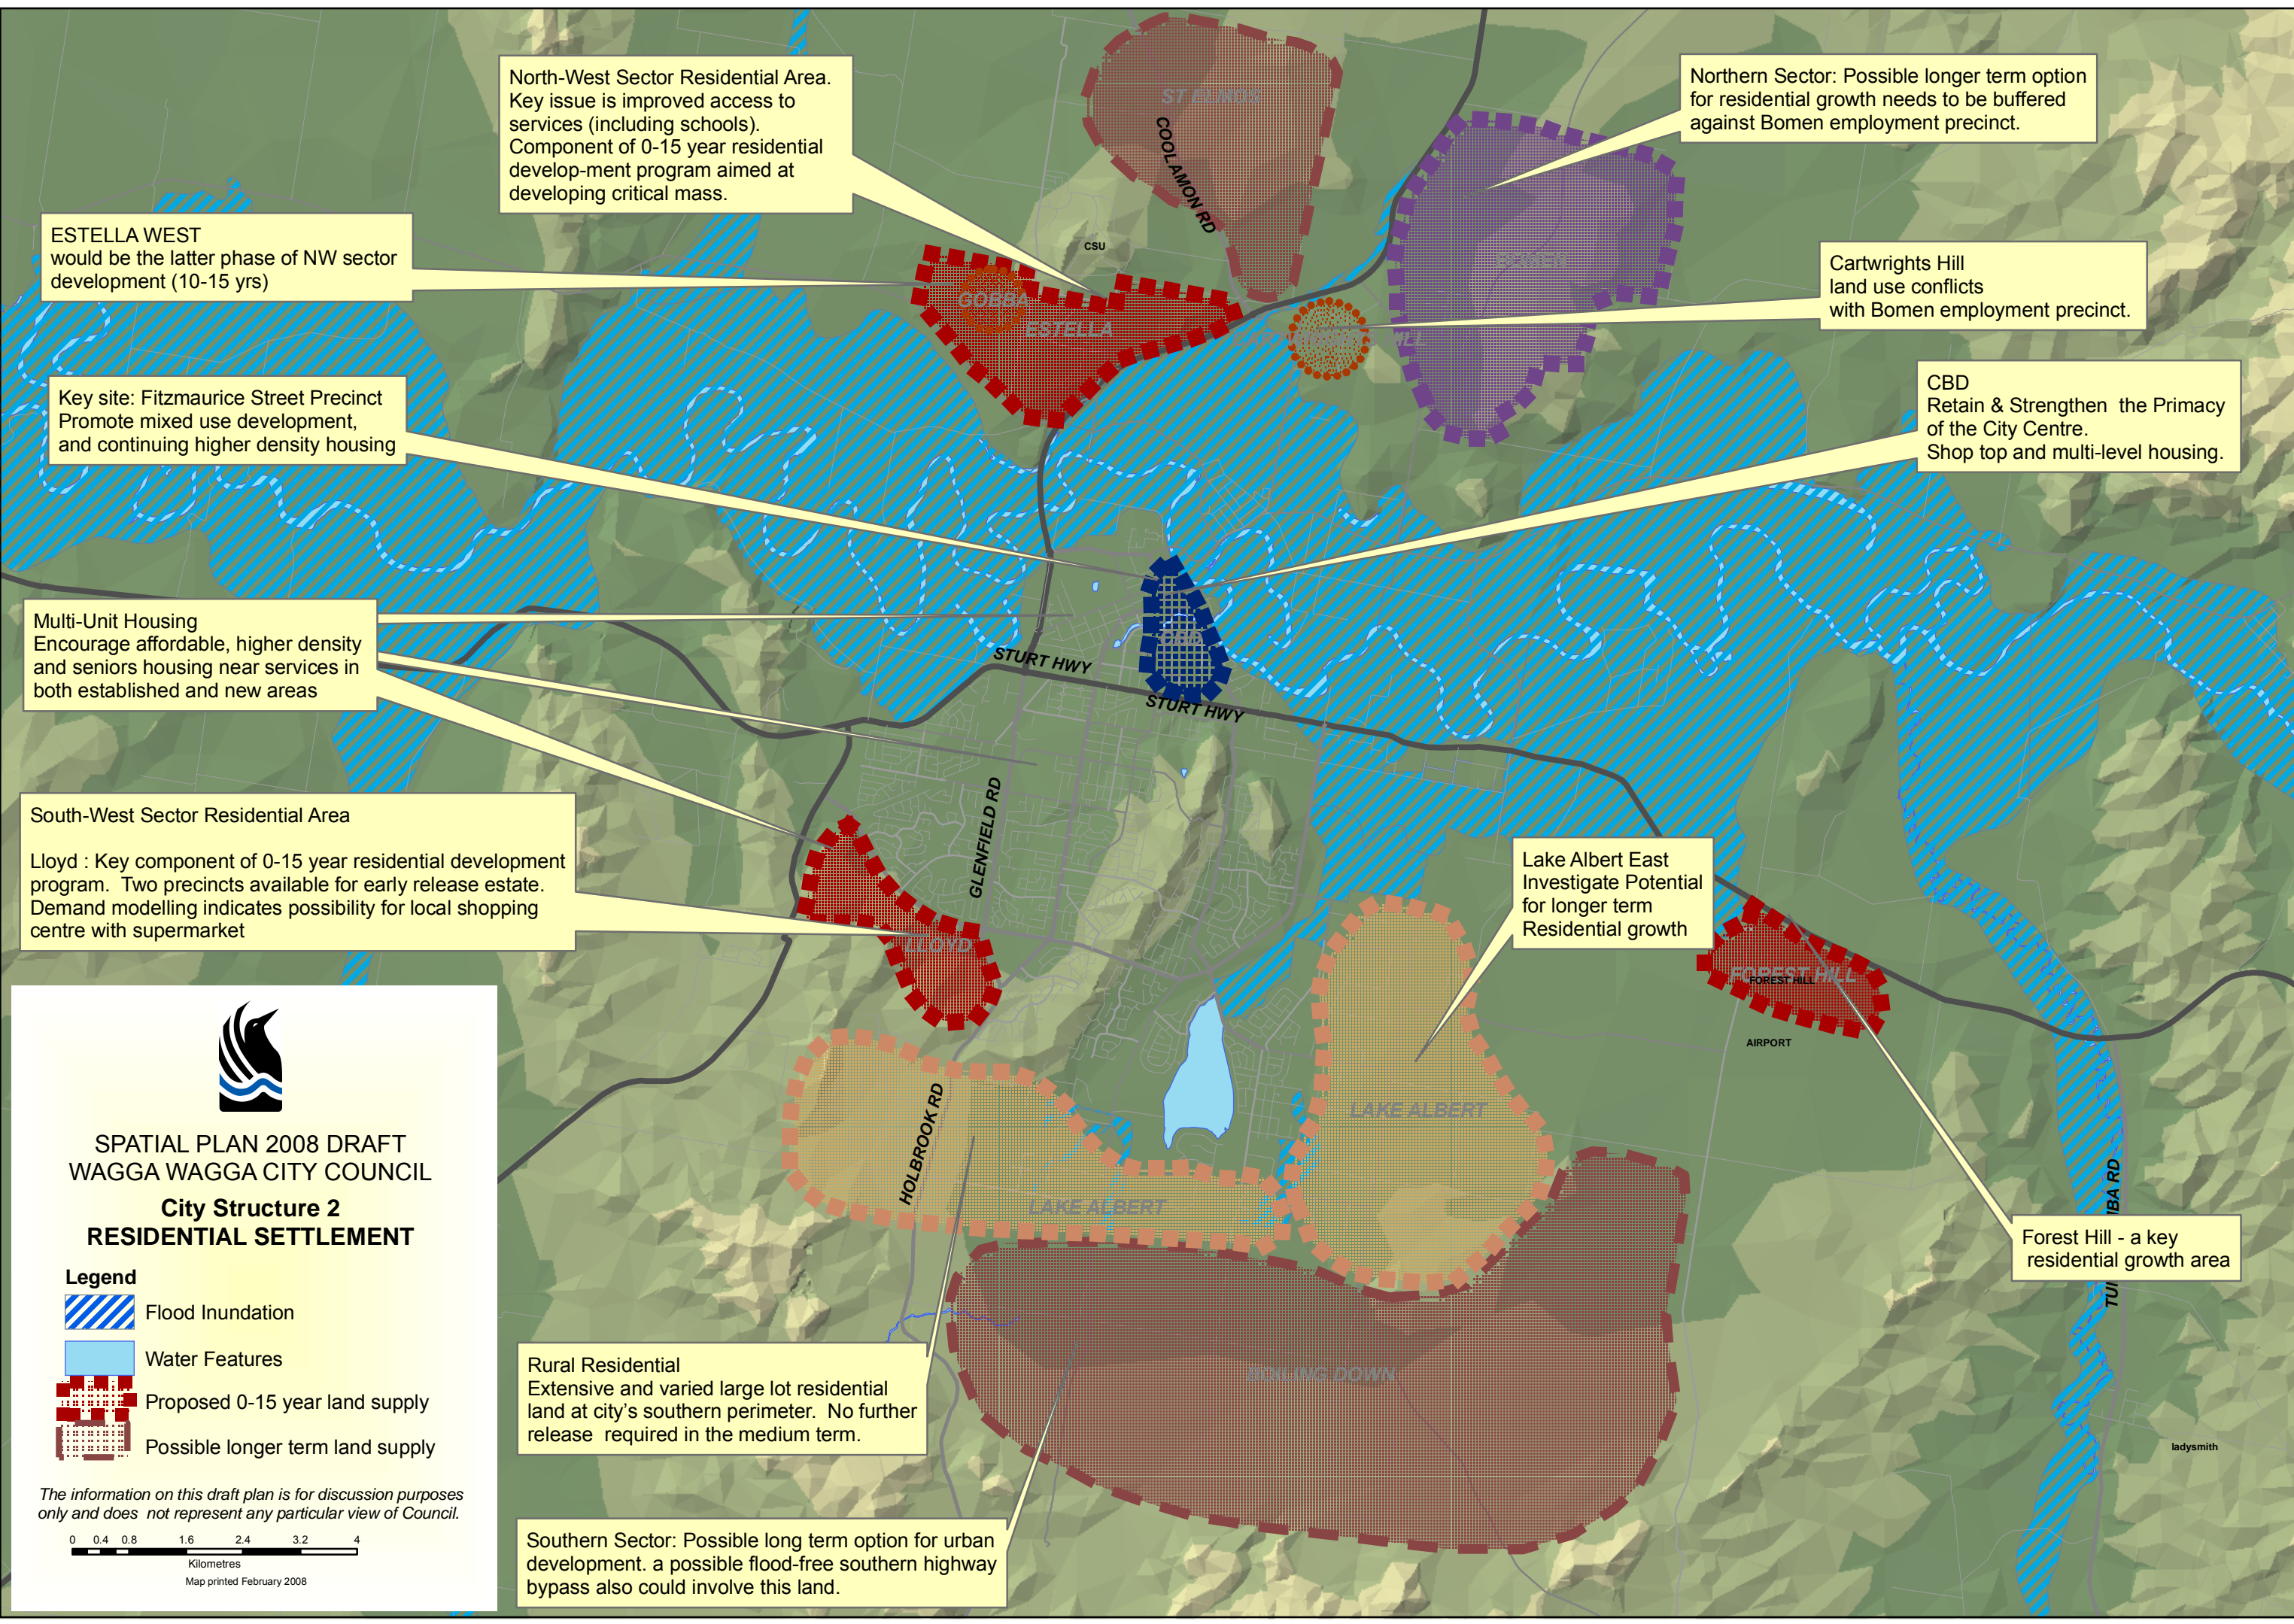 North-West Sector Residential Area.
Key issue is improved access to
services (including schools).
Component of 0-15 year residential
develop-ment program aimed at
developing critical mass.
Northern Sector: Possible longer term option
for residential growth needs to be buffered
against Bomen employment precinct.
ESTELLA WEST
would be the latter phase of NW sector
development (10-15 yrs)
Cartwrights Hill
land use conflicts
with Bomen employment precinct.
Key site: Fitzmaurice Street Precinct
Promote mixed use development,
and continuing higher density housing
CBD
Retain & Strengthen the Primacy
of the City Centre.
Shop top and multi-level housing.
Multi-Unit Housing
Encourage affordable, higher density
and seniors housing near services in
both established and new areas
South-West Sector Residential Area
Lloyd : Key component of 0-15 year residential development
program. Two precincts available for early release estate.
Demand modelling indicates possibility for local shopping
centre with supermarket
Lake Albert East
Investigate Potential
for longer term
Residential growth
Forest Hill - a key
residential growth area
Rural Residential
Extensive and varied large lot residential
land at city's southern perimeter. No further
release required in the medium term.
Southern Sector: Possible long term option for urban
development. a possible flood-free southern highway
bypass also could involve this land.
ST ELMOS
COOLAMON RD
CSU
BOMEN
GOBBA
ESTELLA
HILL
CBD
STURT HWY
STURT HWY
GLENFIELD RD
LLOYD
FOREST HILL
FOREST HILL
AIRPORT
HOLBROOK RD
LAKE ALBERT
LAKE ALBERT
BOILING DOWN
BA RD
ladysmith
SPATIAL PLAN 2008 DRAFT
WAGGA WAGGA CITY COUNCIL
City Structure 2
RESIDENTIAL SETTLEMENT
Legend
Flood Inundation
Water Features
Proposed 0-15 year land supply
Possible longer term land supply
The information on this draft plan is for discussion purposes
only and does not represent any particular view of Council.
0 0.4 0.8 1.6 2.4 3.2 4
Kilometres
Map printed February 2008